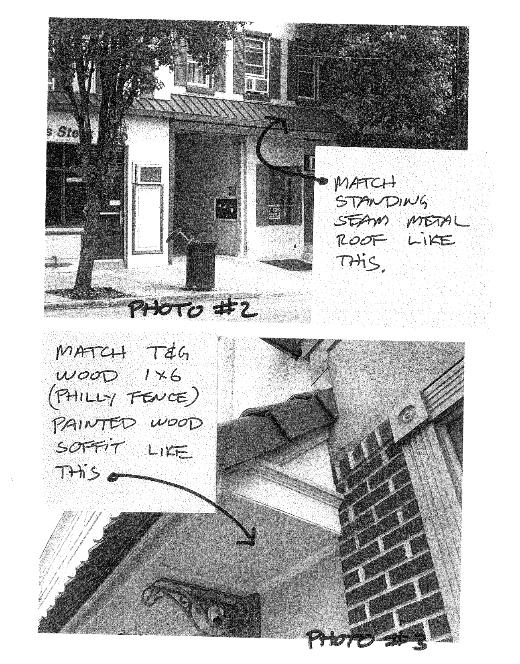 s Ste
MATCH
STANDING
SEAM METAL
ROOF LIKE
THIS.
PHOTO #2
MATCH T&G
WOOD 1X6
(PHILLY FENCE)
PAINTED WOOD
SOFFIT LIKE
THIS
PHOTO #3